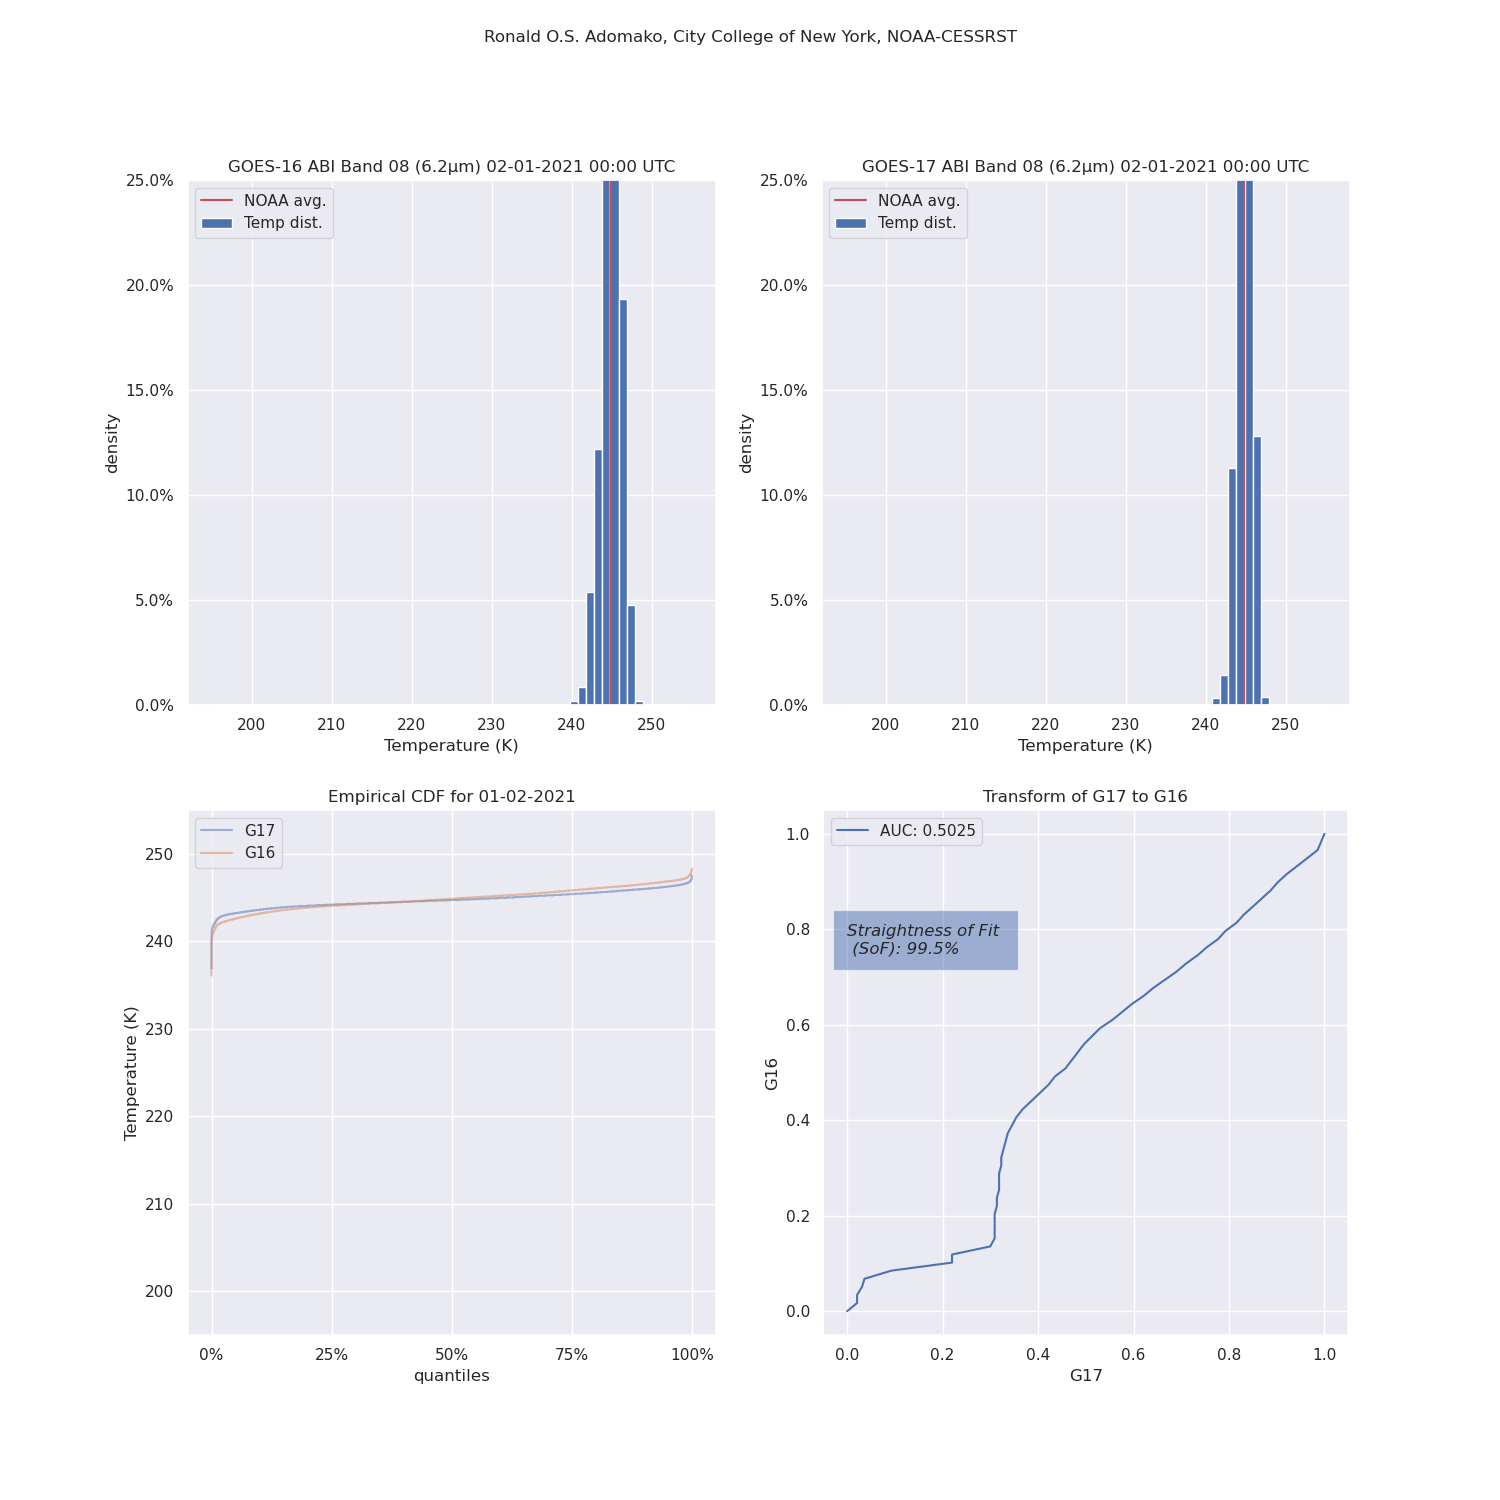 Ronald O.S. Adomako, City College of New York, NOAA-CESSRST
GOES-16 ABI Band 08 (6.2μm) 02-01-2021 00:00 UTC
NOAA avg.
Temp dist.
25.0%
20.0%
15.0%
10.0%
5.0%
0.0%
density
200 210 220 230 240 250
Temperature (K)
GOES-17 ABI Band 08 (6.2μm) 02-01-2021 00:00 UTC
NOAA avg.
Temp dist.
25.0%
20.0%
15.0%
10.0%
5.0%
0.0%
density
200 210 220 230 240 250
Temperature (K)
Empirical CDF for 01-02-2021
G17
G16
250
240
230
220
210
200
Temperature (K)
0% 25% 50% 75% 100%
quantiles
Transform of G17 to G16
AUC: 0.5025
Straightness of Fit
(SoF): 99.5%
1.0
0.8
0.6
0.4
0.2
0.0
G16
0.0 0.2 0.4 0.6 0.8 1.0
G17